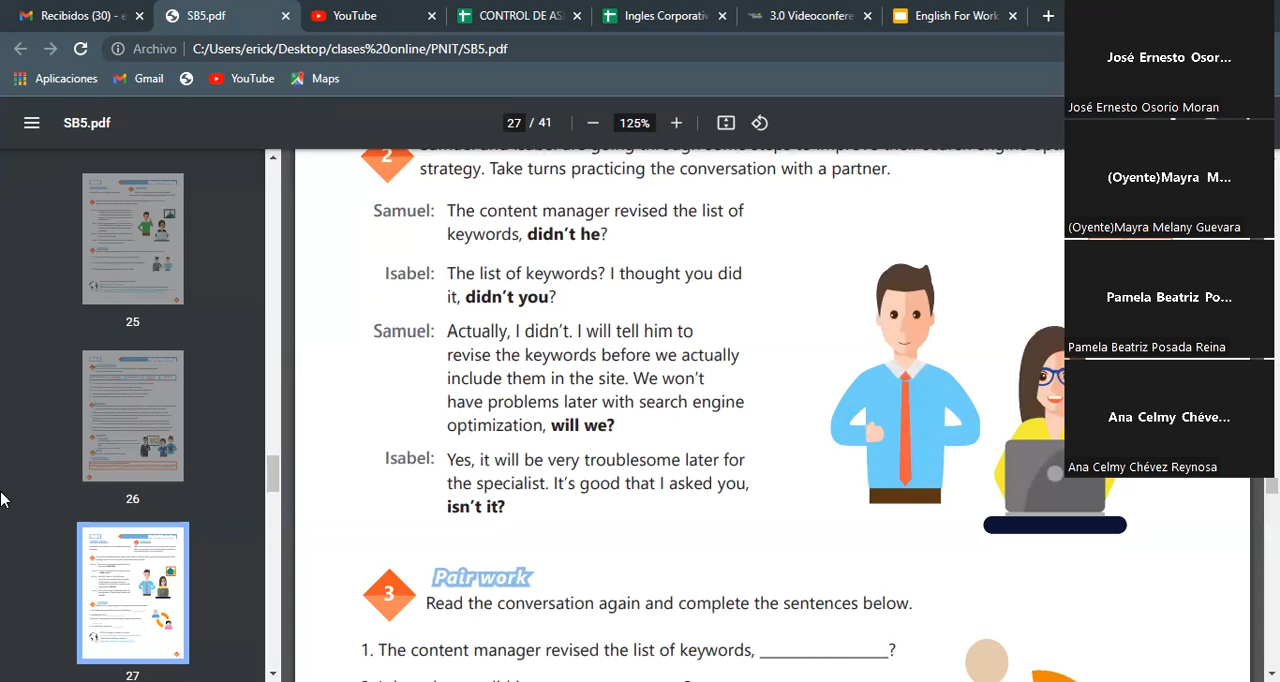 Recibidos (30) - e
SB5.pdf
YouTube
CONTROL DE AS
Ingles Corporativ
3.0 Videoconfere
English For Work
Archivo
C:/Users/erick/Desktop/clases%20online/PNIT/SB5.pdf
Aplicaciones
Gmail
YouTube
Maps
SB5.pdf
27 / 41
125%
25
26
27
2
strategy. Take turns practicing the conversation with a partner.
Samuel: The content manager revised the list of
keywords, didn't he?
Isabel: The list of keywords? I thought you did
it, didn't you?
Samuel: Actually, I didn't. I will tell him to
revise the keywords before we actually
include them in the site. We won't
have problems later with search engine
optimization, will we?
Isabel: Yes, it will be very troublesome later for
the specialist. It's good that I asked you,
isn't it?
Pair work
3
Read the conversation again and complete the sentences below.
1. The content manager revised the list of keywords, _______________?
José Ernesto Osor...
José Ernesto Osorio Moran
(Oyente)Mayra M...
(Oyente)Mayra Melany Guevara
Pamela Beatriz Po...
Pamela Beatriz Posada Reina
Ana Celmy Chéve...
Ana Celmy Chévez Reynosa